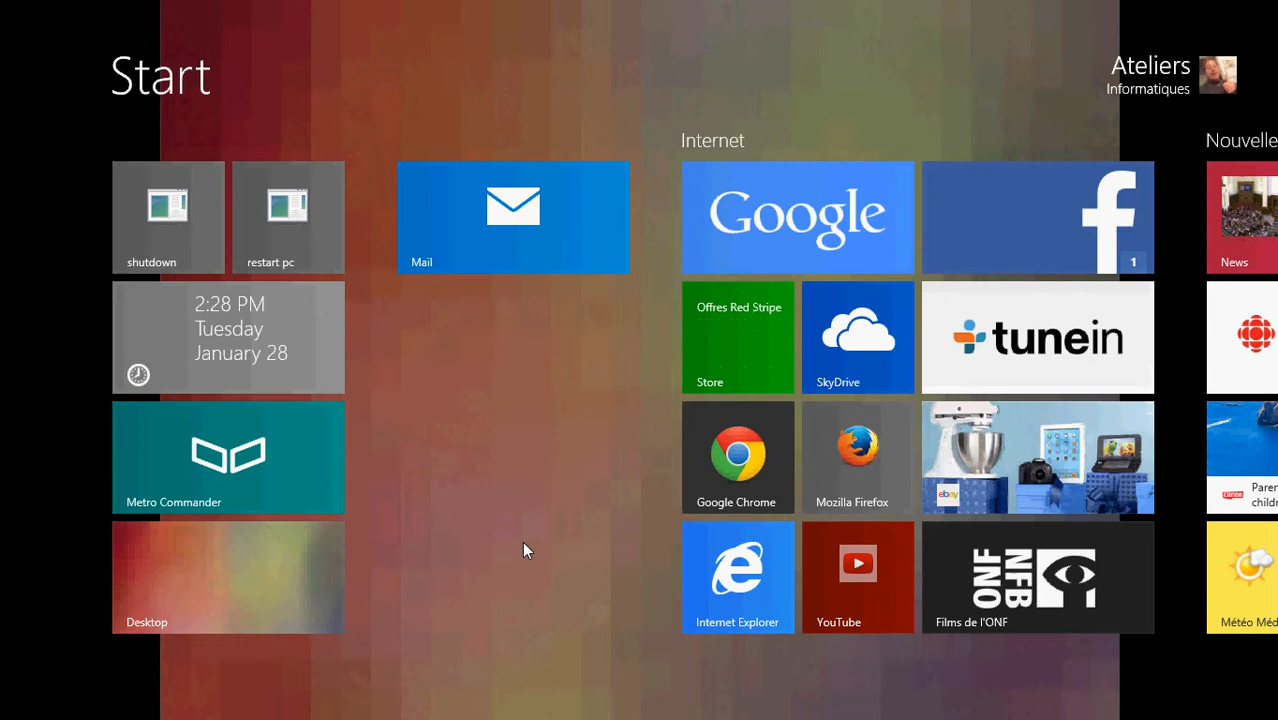 Start
Ateliers
Informatiques
Internet
Nouvelle
shutdown
restart pc
Mail
Google
f
1
News
2:28 PM
Tuesday
January 28
Offres Red Stripe
Store
SkyDrive
tunein
Metro Commander
Google Chrome
Mozilla Firefox
ebay
canoe
Paren
childr
Desktop
Internet Explorer
YouTube
ONF
NFB
Films de l'ONF
Météo Méd